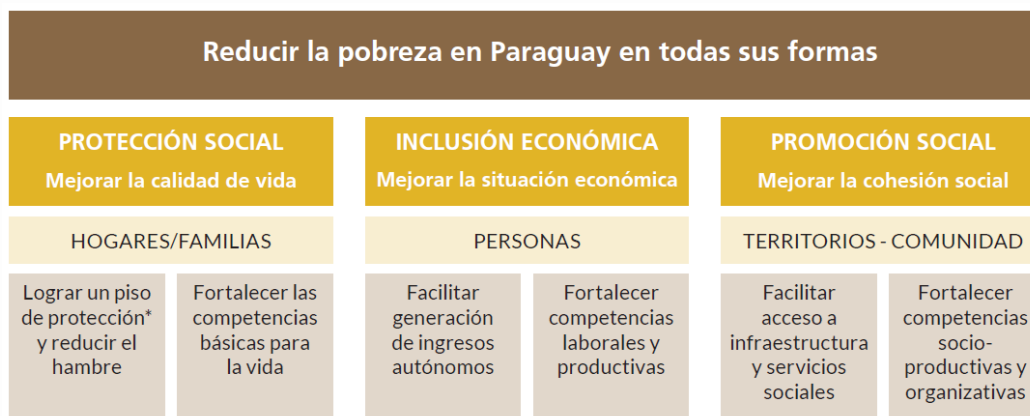 Reducir la pobreza en Paraguay en todas sus formas
PROTECCIÓN SOCIAL
Mejorar la calidad de vida
HOGARES/FAMILIAS
Lograr un piso
de protección*
y reducir el
hambre
Fortalecer las
competencias
básicas para
la vida
INCLUSIÓN ECONÓMICA
Mejorar la situación económica
PERSONAS
Facilitar
generación
de ingresos
autónomos
Fortalecer
competencias
laborales y
productivas
PROMOCIÓN SOCIAL
Mejorar la cohesión social
TERRITORIOS - COMUNIDAD
Facilitar
acceso a
infraestructura
y servicios
sociales
Fortalecer
competencias
socio-
productivas y
organizativas